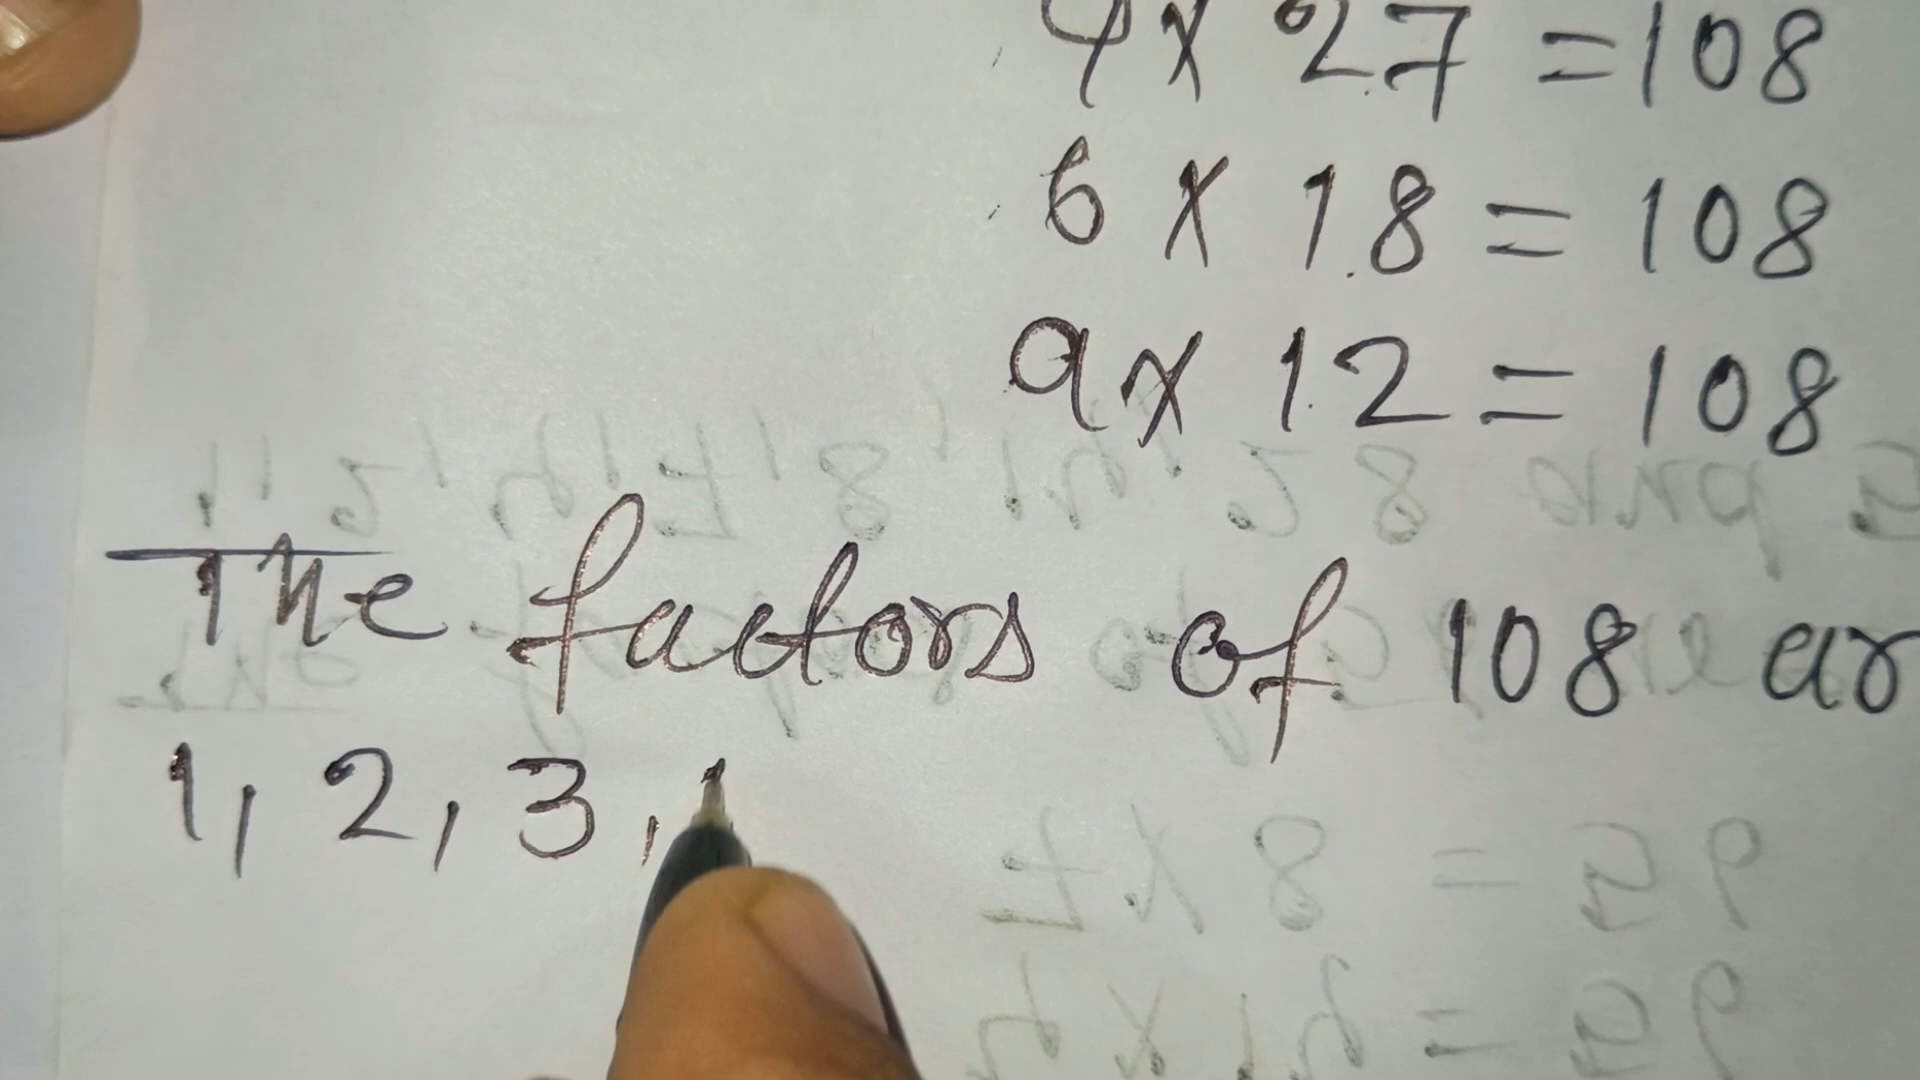 4 x 27 = 108
6 x 18 = 108
9 x 12 = 108
The factors of 108 ar
1, 2, 3,